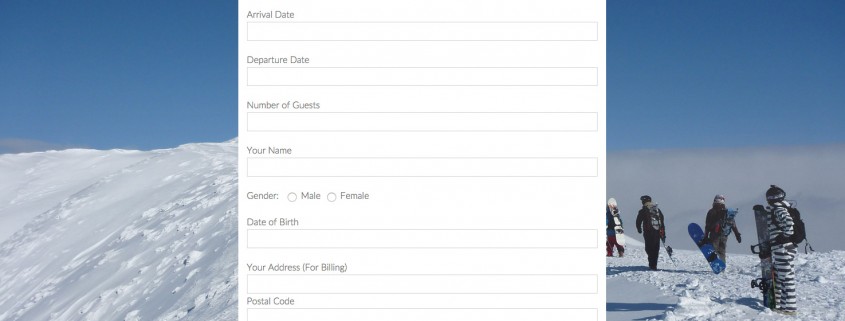 Arrival Date
Departure Date
Number of Guests
Your Name
Gender: Male Female
Date of Birth
Your Address (For Billing)
Postal Code